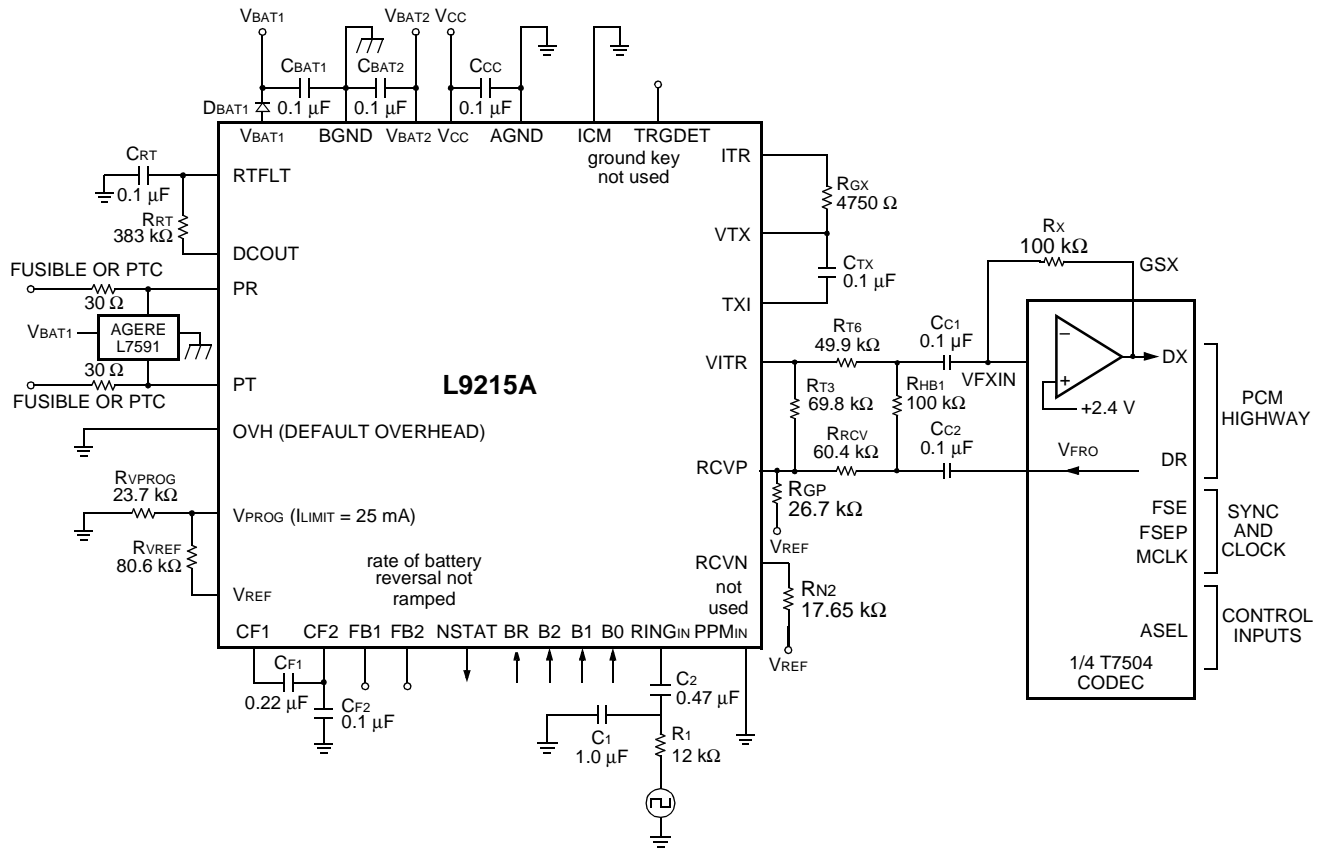 VBAT1
VBAT2
VCC
CBAT1
0.1 µF
CBAT2
0.1 µF
CCC
0.1 µF
DBAT1
VBAT1
BGND
VBAT2
VCC
AGND
ICM
TRGDET
ground key
not used
CRT
0.1 µF
RTFLT
RRT
383 kΩ
DCOUT
FUSIBLE OR PTC
30 Ω
PR
VBAT1
AGERE
L7591
30 Ω
PT
FUSIBLE OR PTC
OVH (DEFAULT OVERHEAD)
RVPROG
23.7 kΩ
VPROG (ILIMIT = 25 mA)
RVREF
80.6 kΩ
VREF
L9215A
rate of battery
reversal not
ramped
ITR
RGX
4750 Ω
VTX
CTX
0.1 µF
TXI
VITR
RT6
49.9 kΩ
CC1
0.1 µF
RX
100 kΩ
GSX
VFXIN
RT3
69.8 kΩ
RHB1
100 kΩ
RRCV
60.4 kΩ
CC2
0.1 µF
RCVP
RGP
26.7 kΩ
VREF
RCVN
not
used
RN2
17.65 kΩ
VREF
−
+
+2.4 V
DX
VFRO
DR
PCM
HIGHWAY
FSE
FSEP
MCLK
SYNC
AND
CLOCK
ASEL
CONTROL
INPUTS
1/4 T7504
CODEC
CF1
CF2
FB1
FB2
NSTAT
BR
B2
B1
B0
RINGIN
PPMIN
CF1
0.22 µF
CF2
0.1 µF
C2
0.47 µF
C1
1.0 µF
R1
12 kΩ